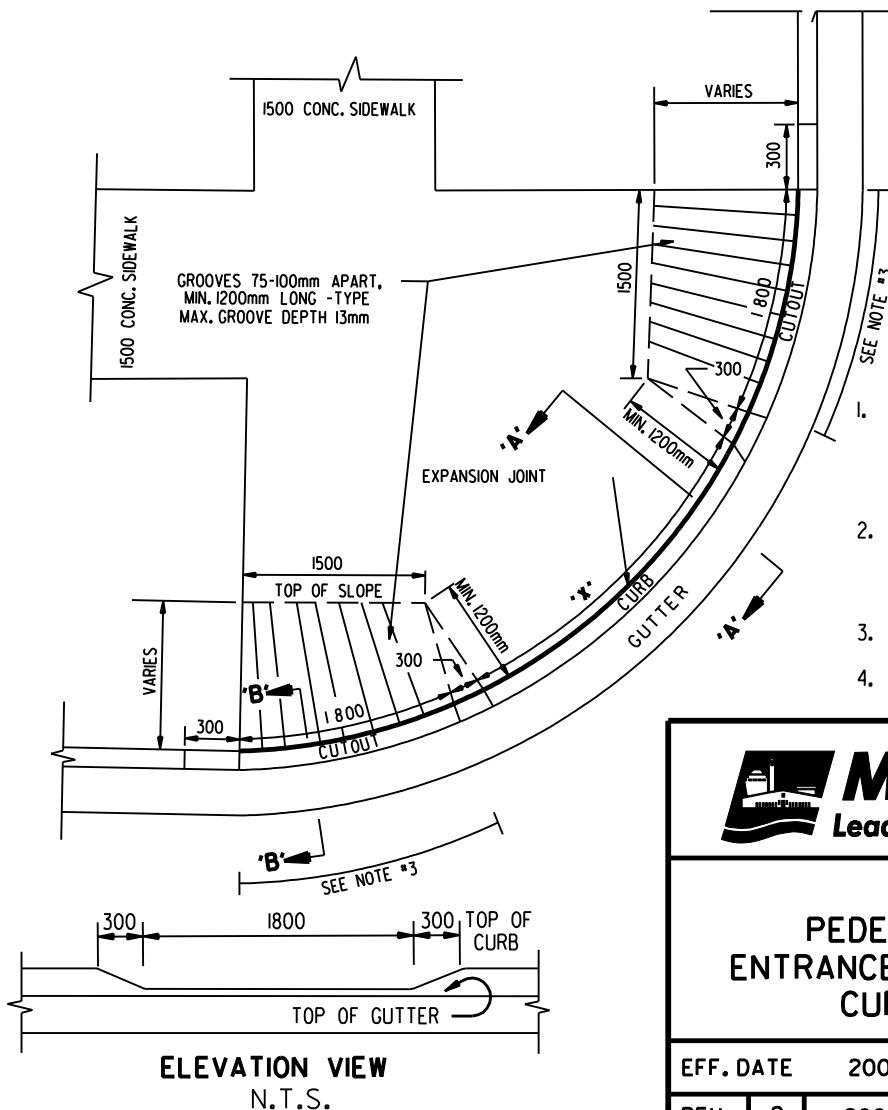 VARIES
1500 CONC. SIDEWALK
300
1500 CONC. SIDEWALK
GROOVES 75-100mm APART,
MIN. 1200mm LONG -TYPE
MAX. GROOVE DEPTH 13mm
1500
1800
CUTOUT
SEE NOTE #3
300
1.
'A'
MIN. 1200mm
EXPANSION JOINT
2.
1500
TOP OF SLOPE
MIN. 1200mm
'X'
CURB
GUTTER
'A'
3.
VARIES
300
4.
'B'
300
1800
CUTOUT
'B'
SEE NOTE #3
300
1800
300
TOP OF
CURB
TOP OF GUTTER
ELEVATION VIEW
N.T.S.
M
Lead
PEDE
ENTRANCE
CU
EFF. DATE 200